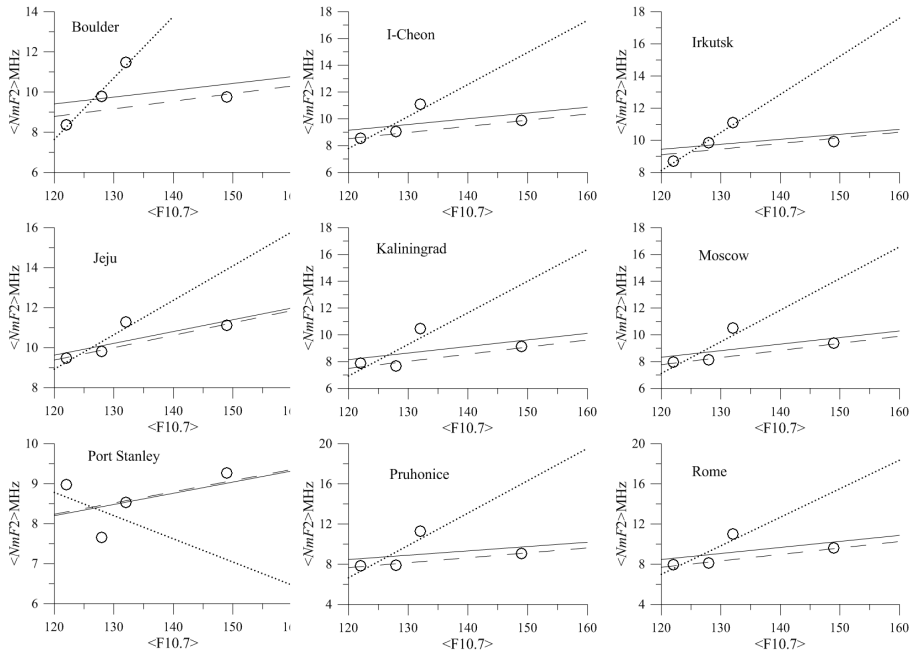 14
12
10
8
6
Boulder
<NmF2>MHz
120 130 140 150
<F10.7>
18
16
14
12
10
8
6
I-Cheon
<NmF2>MHz
120 130 140 150 160
<F10.7>
18
16
14
12
10
8
Irkutsk
<NmF2>MHz
120 130 140 150 160
<F10.7>
16
14
12
10
8
Jeju
<NmF2>MHz
120 130 140 150
<F10.7>
18
16
14
12
10
8
6
Kaliningrad
<NmF2>MHz
120 130 140 150 160
<F10.7>
18
16
14
12
10
8
6
Moscow
<NmF2>MHz
120 130 140 150 160
<F10.7>
10
9
8
7
6
Port Stanley
<NmF2>MHz
120 130 140 150
<F10.7>
20
16
12
8
4
Pruhonice
<NmF2>MHz
120 130 140 150 160
<F10.7>
20
16
12
8
4
Rome
<NmF2>MHz
120 130 140 150 160
<F10.7>